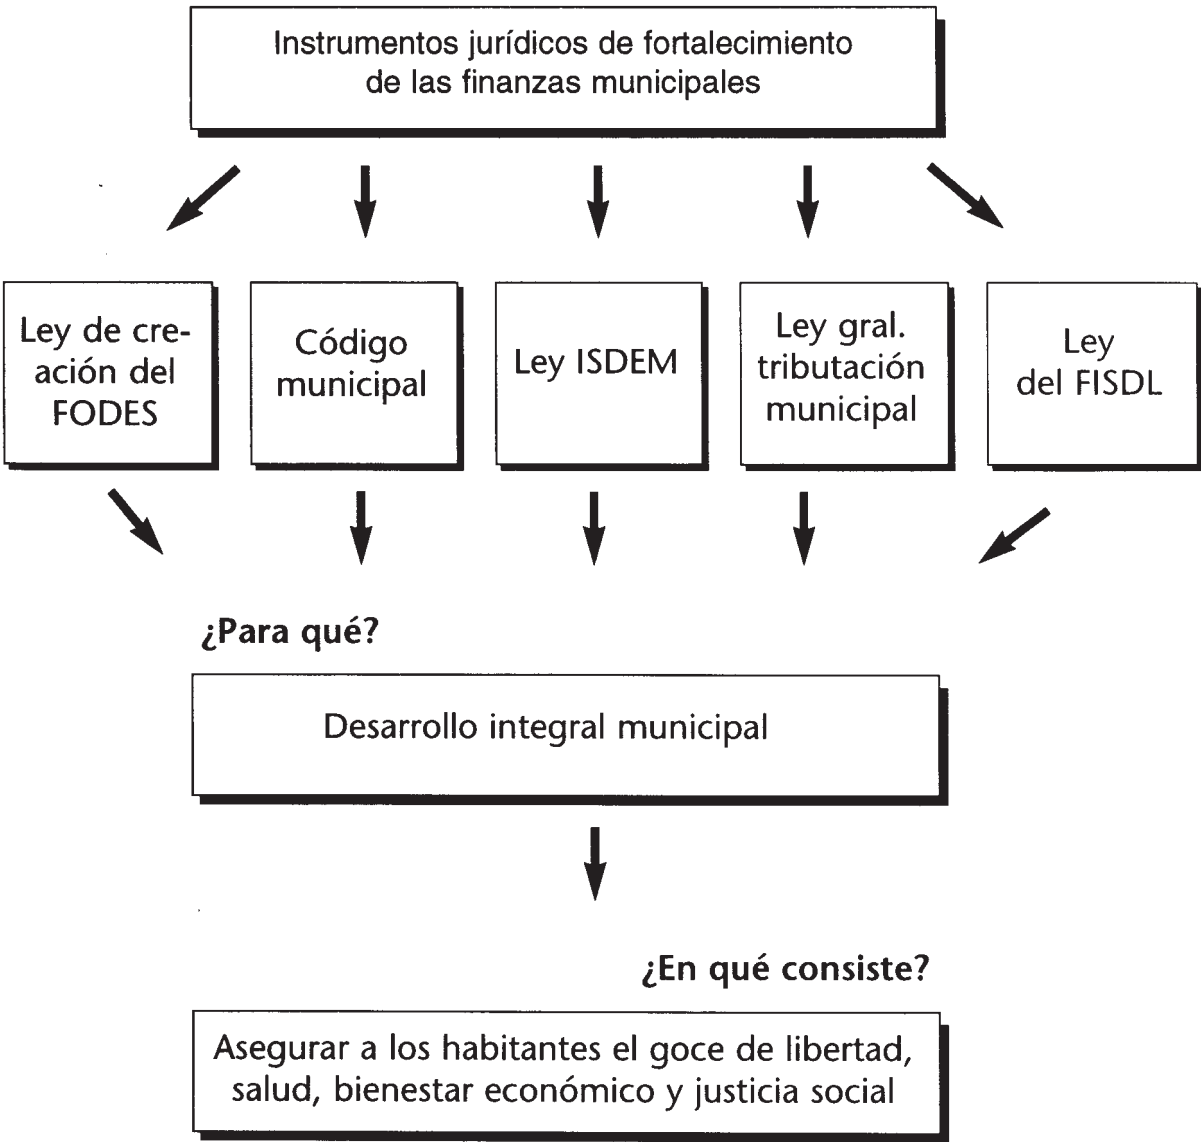 Instrumentos jurídicos de fortalecimiento
de las finanzas municipales
Ley de cre-
ación del
FODES
Código
municipal
Ley ISDEM
Ley gral.
tributación
municipal
Ley
del FISDL
¿Para qué?
Desarrollo integral municipal
¿En qué consiste?
Asegurar a los habitantes el goce de libertad,
salud, bienestar económico y justicia social